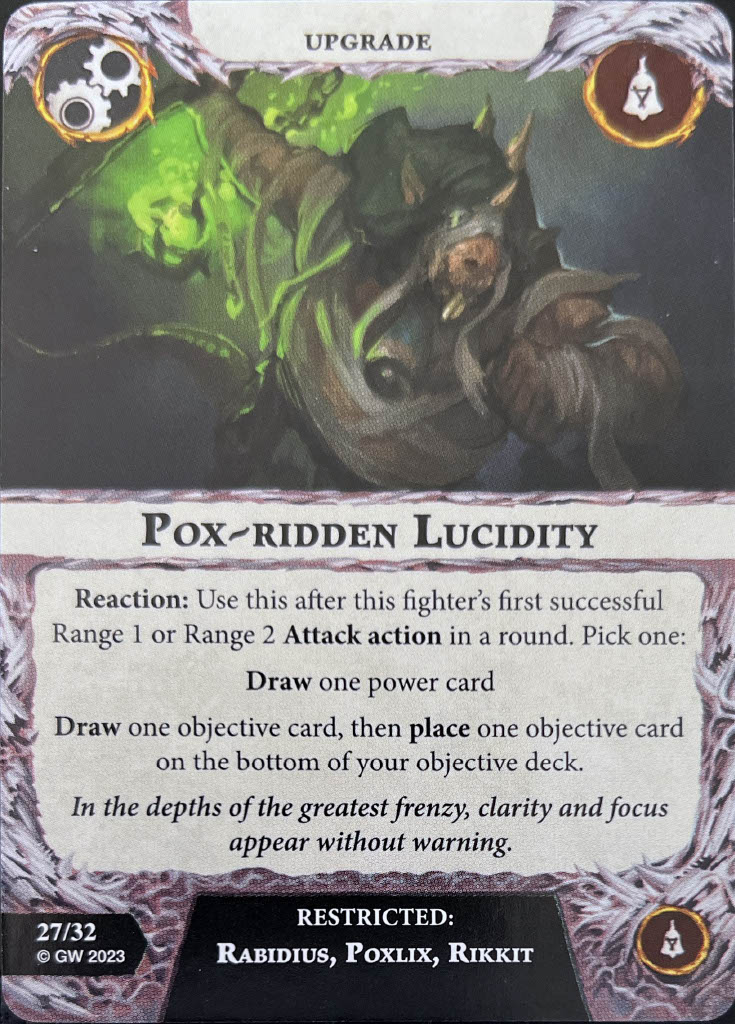 UPGRADE
POX-RIDDEN LUCIDITY
Reaction: Use this after this fighter's first successful
Range 1 or Range 2 Attack action in a round. Pick one:
Draw one power card
Draw one objective card, then place one objective card
on the bottom of your objective deck.
In the depths of the greatest frenzy, clarity and focus
appear without warning.
27/32
© GW 2023
RESTRICTED:
RABIDIUS, POXLIX, RIKKIT